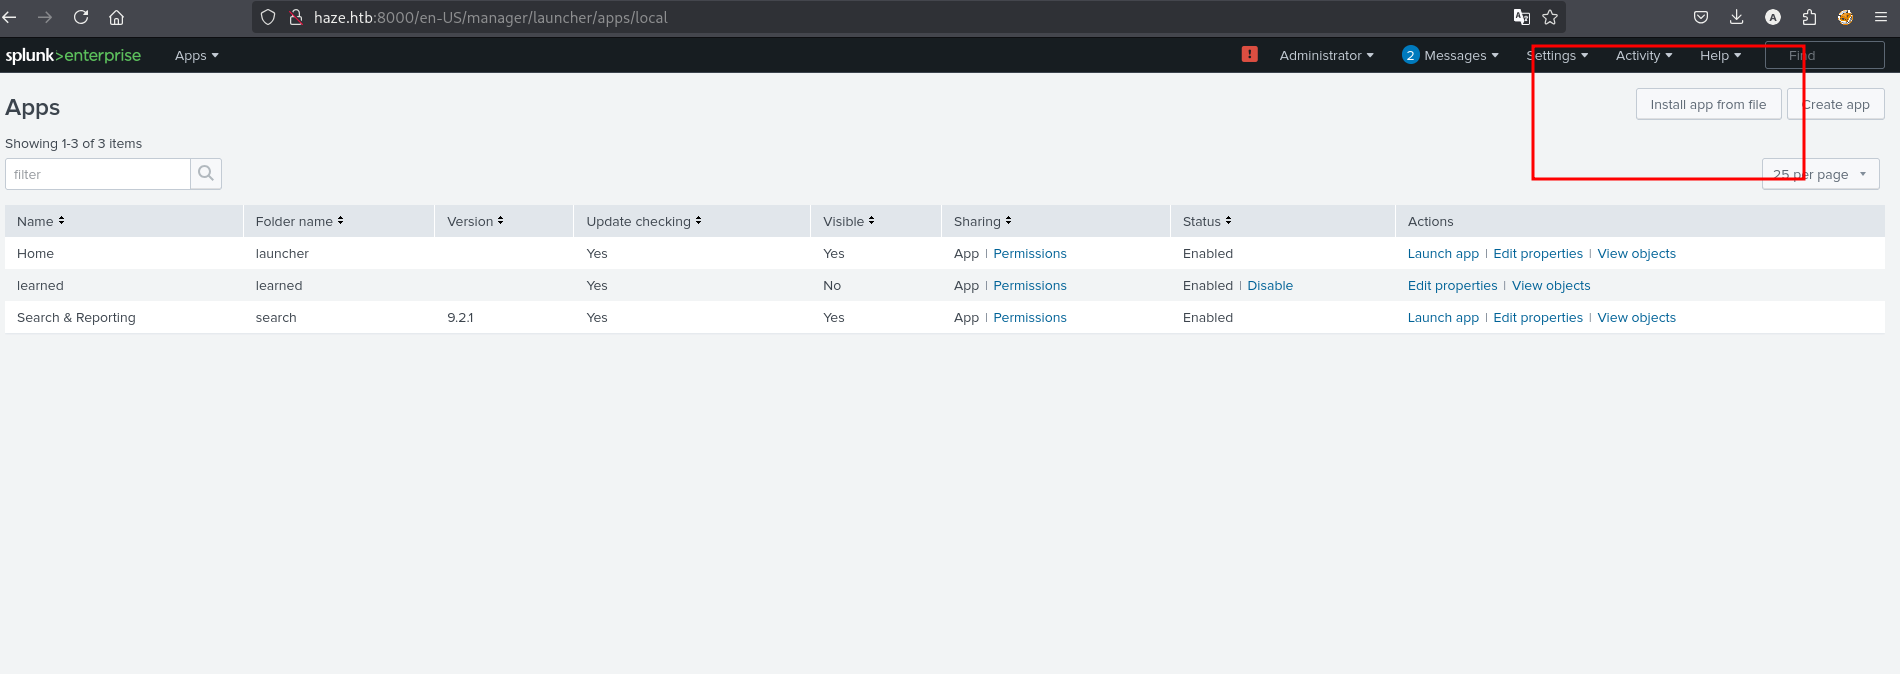 haze.htb:8000/en-US/manager/launcher/apps/local
splunk>enterprise Apps ! Administrator 2 Messages Settings Activity Help Find
Apps
Install app from file Create app
Showing 1-3 of 3 items
filter
25 per page
Name Folder name Version Update checking Visible Sharing Status Actions
Home launcher Yes Yes App | Permissions Enabled Launch app | Edit properties | View objects
learned learned Yes No App | Permissions Enabled | Disable Edit properties | View objects
Search & Reporting search 9.2.1 Yes Yes App | Permissions Enabled Launch app | Edit properties | View objects